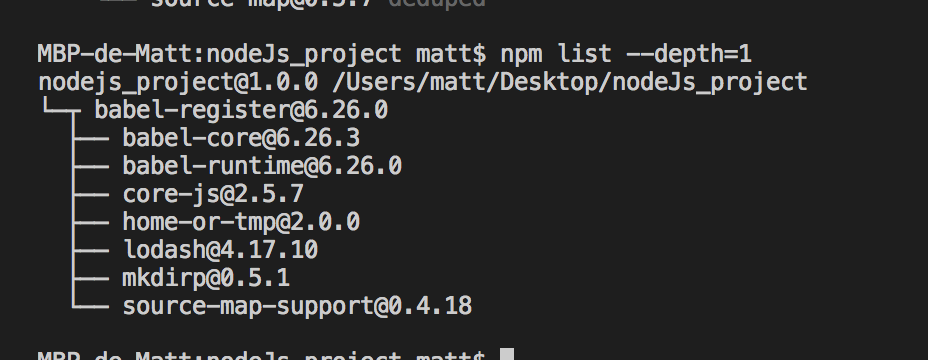 └── source-map@0.5.7 deduped
MBP-de-Matt:nodeJs_project matt$ npm list --depth=1
nodejs_project@1.0.0 /Users/matt/Desktop/nodeJs_project
└─┬ babel-register@6.26.0
  ├── babel-core@6.26.3
  ├── babel-runtime@6.26.0
  ├── core-js@2.5.7
  ├── home-or-tmp@2.0.0
  ├── lodash@4.17.10
  ├── mkdirp@0.5.1
  └── source-map-support@0.4.18
MBP-de-Matt:nodeJs_project matt$